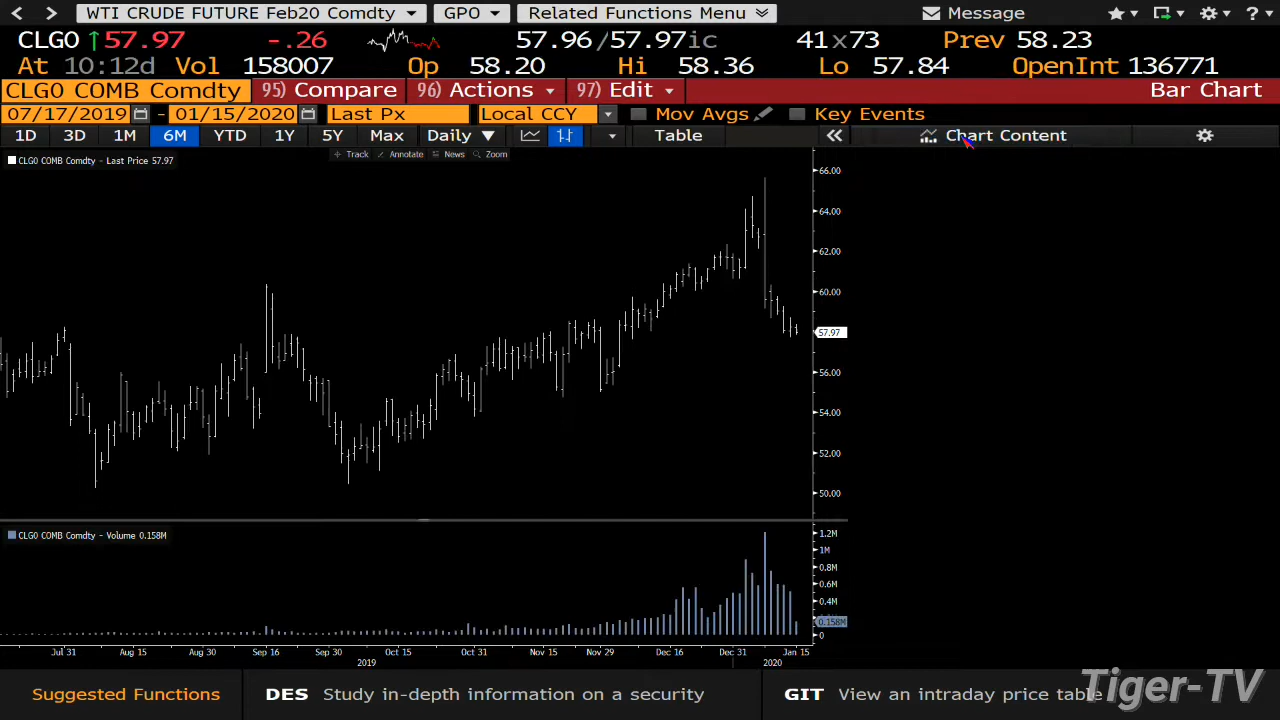 WTI CRUDE FUTURE Feb20 Comdty GPO Related Functions Menu Message ?
CLG0 ↑57.97 -.26 57.96/57.97ic 41x73 Prev 58.23
At 10:12d Vol 158007 Op 58.20 Hi 58.36 Lo 57.84 OpenInt 136771
CLG0 COMB Comdty 95) Compare 96) Actions 97) Edit Bar Chart
07/17/2019 - 01/15/2020 Last Px Local CCY Mov Avgs Key Events
1D 3D 1M 6M YTD 1Y 5Y Max Daily ▼ Table « Chart Content
Track Annotate News Zoom
CLG0 COMB Comdty - Last Price 57.97
66.00
64.00
62.00
60.00
57.97
56.00
54.00
52.00
50.00
CLG0 COMB Comdty - Volume 0.158M
1.2M
1M
0.8M
0.6M
0.4M
0.158M
0
Jul 31 Aug 15 Aug 30 Sep 16 Sep 30 Oct 15 Oct 31 Nov 15 Nov 29 Dec 16 Dec 31 Jan 15
2019 2020
Suggested Functions DES Study in-depth information on a security GIT View an intraday price table
Tiger-TV